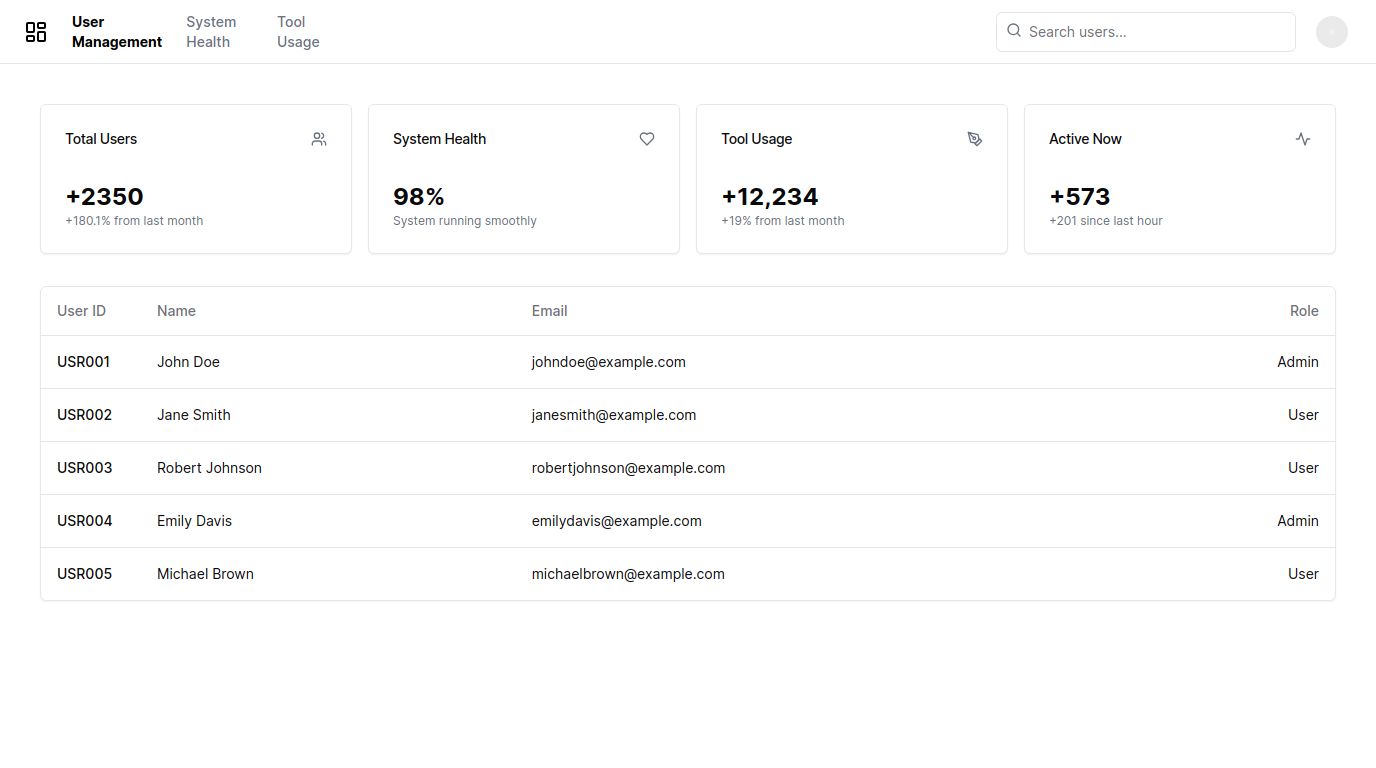 User Management
System Health
Tool Usage
Search users...
Total Users
+2350
+180.1% from last month
System Health
98%
System running smoothly
Tool Usage
+12,234
+19% from last month
Active Now
+573
+201 since last hour
User ID Name Email Role
USR001 John Doe johndoe@example.com Admin
USR002 Jane Smith janesmith@example.com User
USR003 Robert Johnson robertjohnson@example.com User
USR004 Emily Davis emilydavis@example.com Admin
USR005 Michael Brown michaelbrown@example.com User